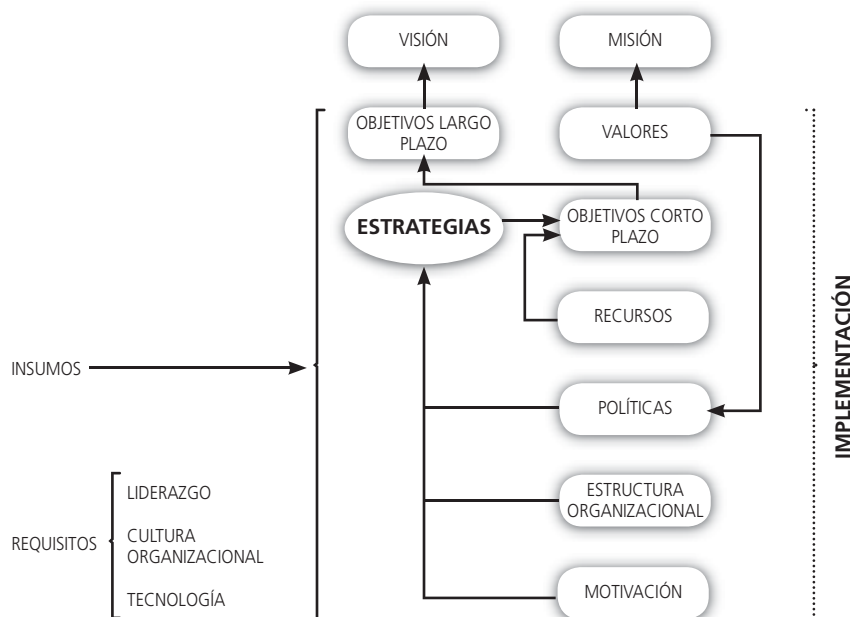 VISIÓN
MISIÓN
OBJETIVOS LARGO
PLAZO
VALORES
ESTRATEGIAS
OBJETIVOS CORTO
PLAZO
RECURSOS
INSUMOS
POLÍTICAS
ESTRUCTURA
ORGANIZACIONAL
MOTIVACIÓN
REQUISITOS
LIDERAZGO
CULTURA
ORGANIZACIONAL
TECNOLOGÍA
IMPLEMENTACIÓN